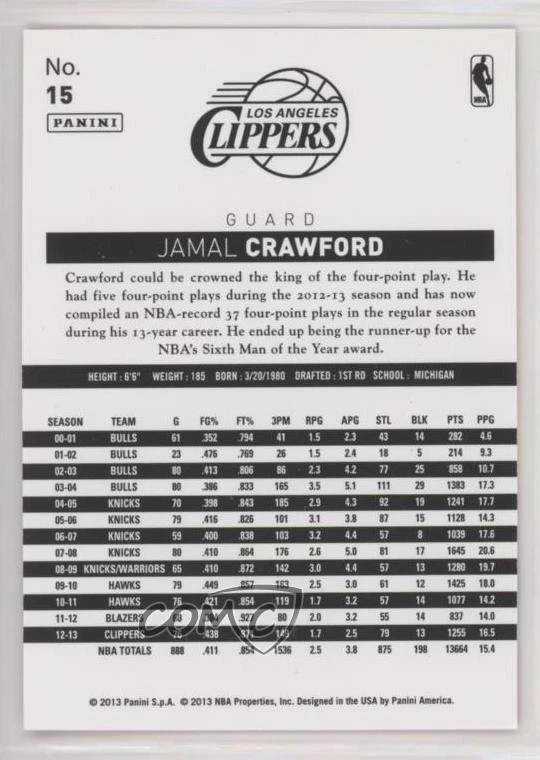 No.
15
PANINI
LOS ANGELES
CLIPPERS
NBA
GUARD
JAMAL CRAWFORD
Crawford could be crowned the king of the four-point play. He
had five four-point plays during the 2012-13 season and has now
compiled an NBA-record 37 four-point plays in the regular season
during his 13-year career. He ended up being the runner-up for the
NBA's Sixth Man of the Year award.
HEIGHT : 6'6" WEIGHT : 185 BORN : 3/20/1980 DRAFTED : 1ST RD SCHOOL : MICHIGAN
SEASON TEAM G FG% FT% 3PM RPG APG STL BLK PTS PPG
00-01 BULLS 61 .352 .794 41 1.5 2.3 43 14 282 4.6
01-02 BULLS 23 .476 .769 26 1.5 2.4 18 5 214 9.3
02-03 BULLS 80 .413 .806 86 2.3 4.2 77 25 858 10.7
03-04 BULLS 80 .386 .833 165 3.5 5.1 111 29 1383 17.3
04-05 KNICKS 70 .398 .843 185 2.9 4.3 92 19 1241 17.7
05-06 KNICKS 79 .416 .826 101 3.1 3.8 87 15 1128 14.3
06-07 KNICKS 59 .400 .838 103 3.2 4.4 57 8 1039 17.6
07-08 KNICKS 80 .410 .864 176 2.6 5.0 81 17 1645 20.6
08-09 KNICKS/WARRIORS 65 .410 .872 142 3.0 4.4 57 13 1280 19.7
09-10 HAWKS 79 .449 .857 163 2.5 3.0 61 12 1425 18.0
10-11 HAWKS 76 .421 .854 119 1.7 3.2 57 14 1077 14.2
11-12 BLAZERS 60 .927 80 2.0 3.2 55 14 837 14.0
12-13 CLIPPERS .438 1.7 2.5 79 13 1255 16.5
NBA TOTALS 888 .411 .854 1536 2.5 3.8 875 198 13664 15.4
COMC
© 2013 Panini S.p.A. © 2013 NBA Properties, Inc. Designed in the USA by Panini America.